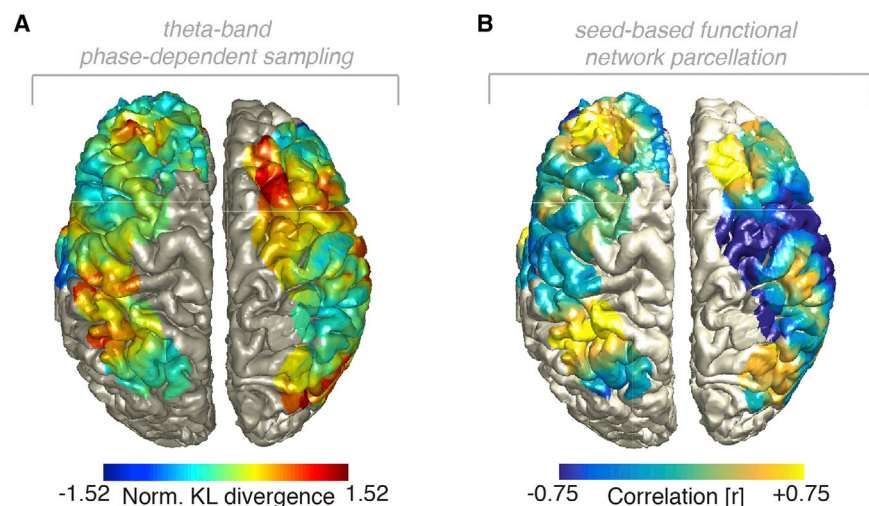 A
theta-band
phase-dependent sampling
-1.52 Norm. KL divergence 1.52
B
seed-based functional
network parcellation
-0.75 Correlation [r] +0.75